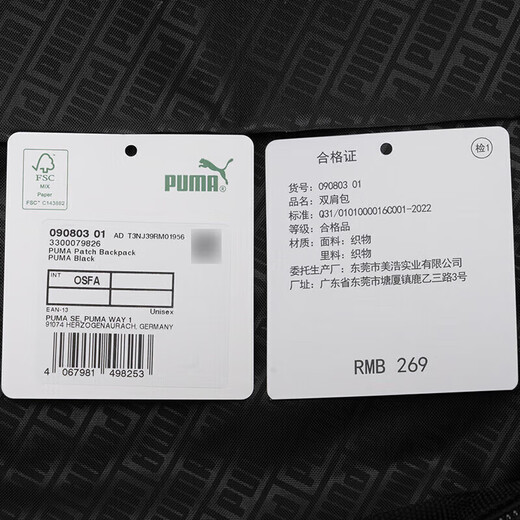 FSC
MIX
Paper
FSC® C143002
PUMA
090803 01 AD T3NJ39RM01956
3300079826
PUMA Patch Backpack
PUMA Black
INT OSFA
EAN-13 Unisex
PUMA SE, PUMA WAY 1
91074 HERZOGENAURACH, GERMANY
4 067981 498253
合格证
检1
货号：090803 01
品名：双肩包
标准：Q31/0101000016C001-2022
等级：合格品
材质：面料：织物
里料：织物
委托生产厂：东莞市美浩实业有限公司
厂址：广东省东莞市塘厦镇鹿乙三路3号
RMB 269